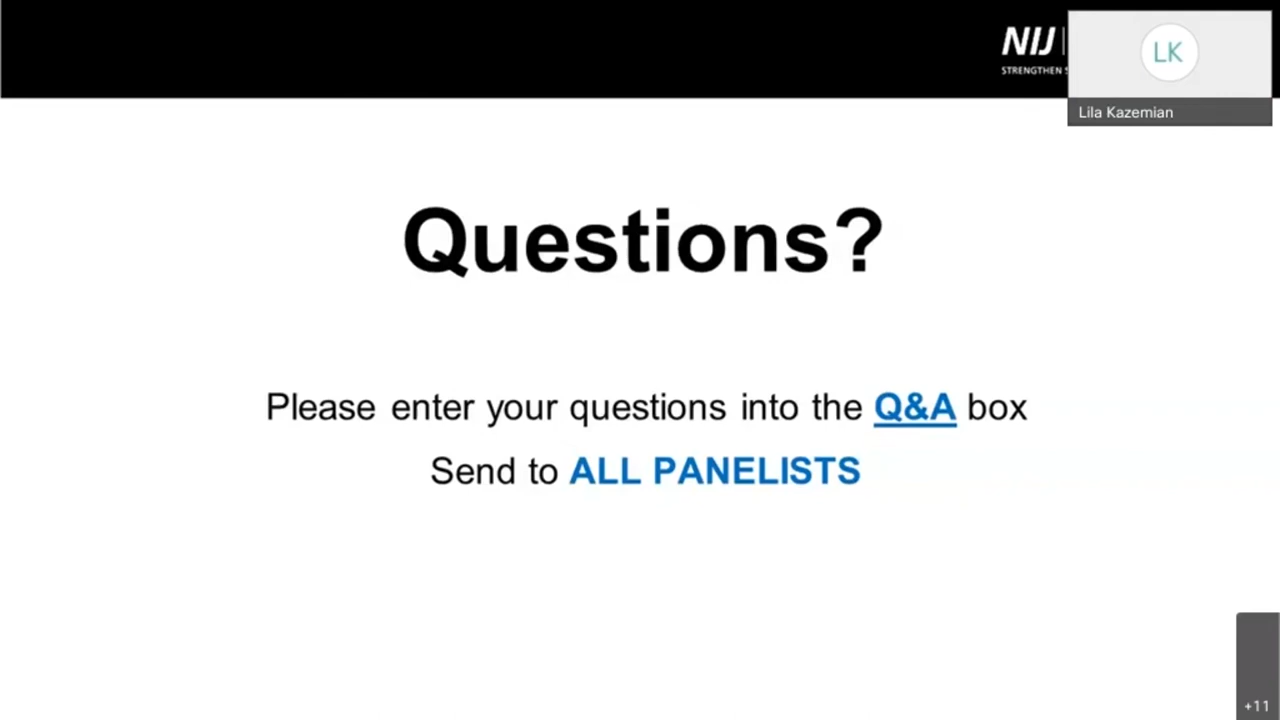 NIJ
STRENGTHEN
LK
Lila Kazemian
Questions?
Please enter your questions into the Q&A box
Send to ALL PANELISTS
+11